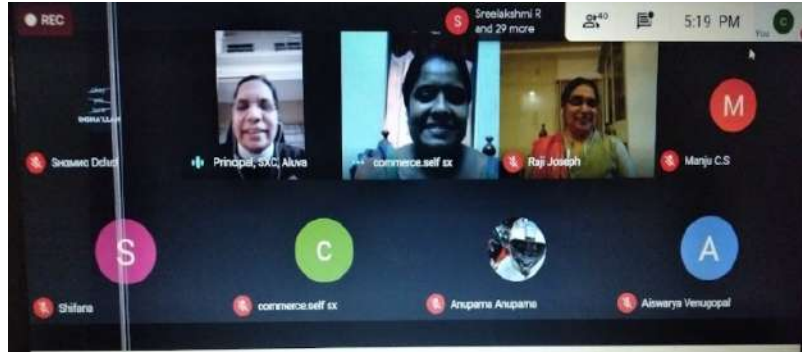 REC
S
Sreelakshmi R
and 29 more
40
5:19 PM
You
C
M
Principal, SXC, Aluva
commerce.self sx
Raji Joseph
Manju C.S
S
C
A
Shifana
commerce.self sx
Anupama Anupama
Aiswarya Venugopal